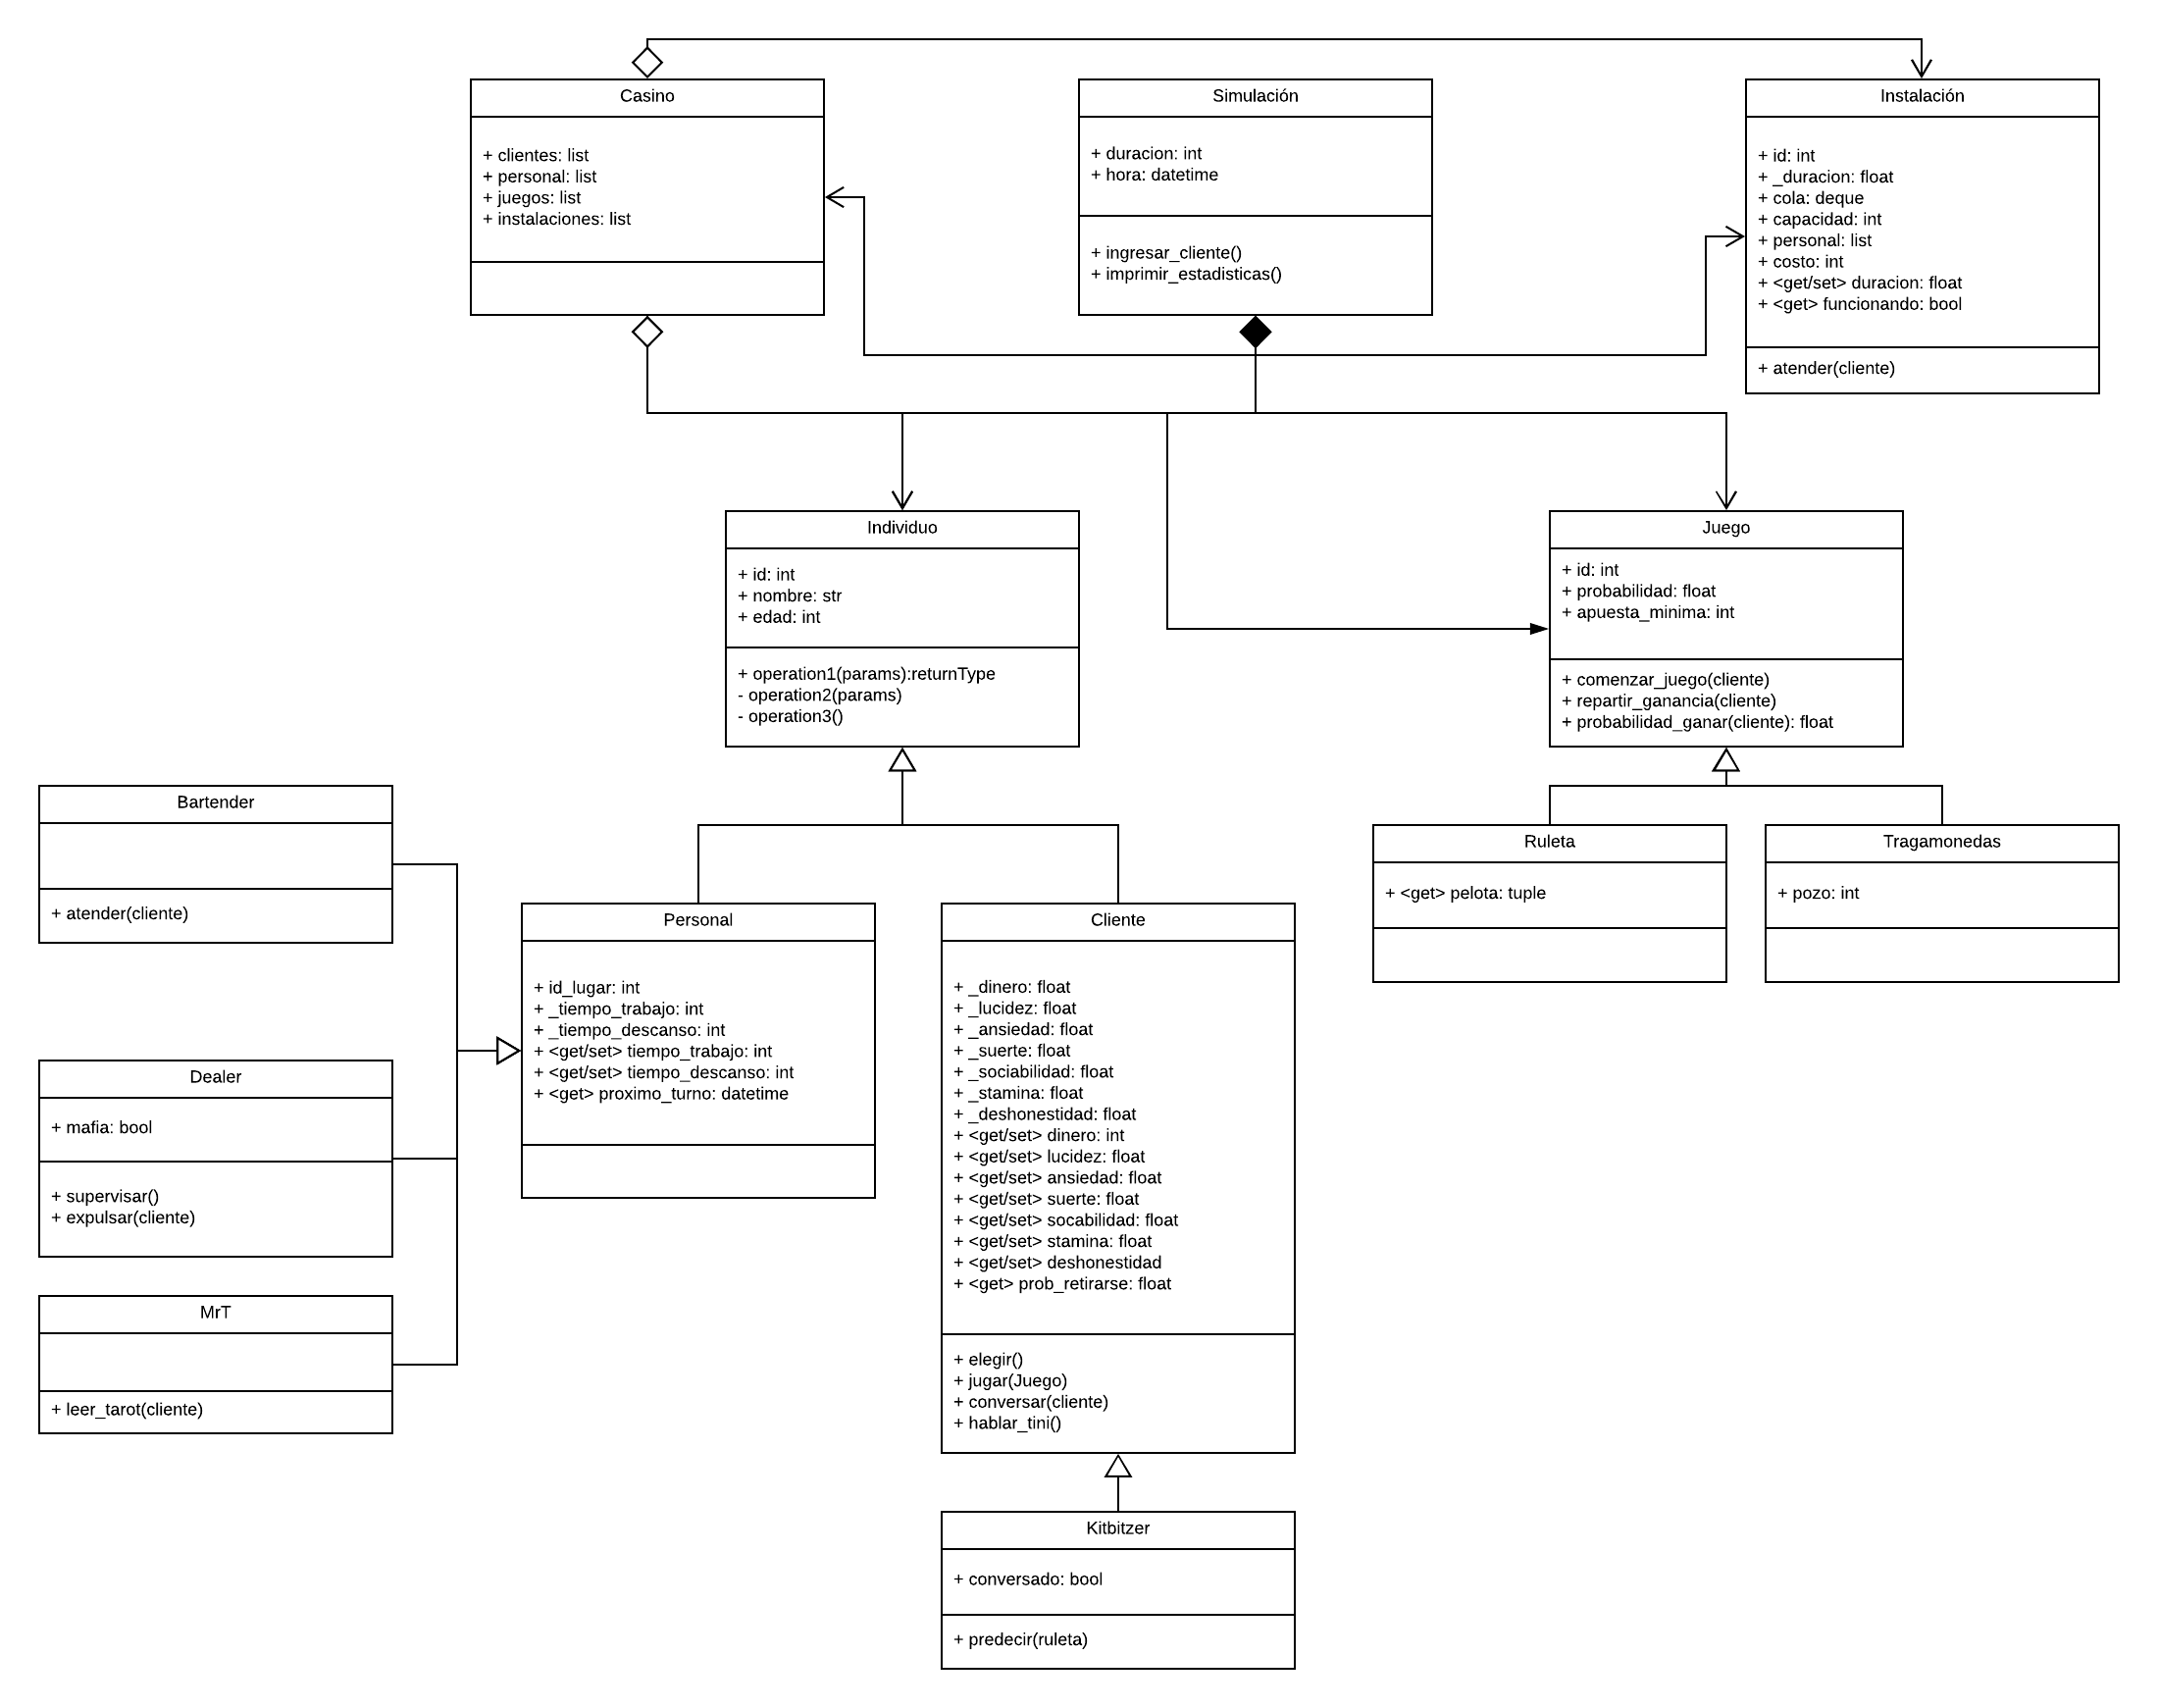 Casino
+ clientes: list
+ personal: list
+ juegos: list
+ instalaciones: list
Simulación
+ duracion: int
+ hora: datetime
+ ingresar_cliente()
+ imprimir_estadisticas()
Instalación
+ id: int
+ _duracion: float
+ cola: deque
+ capacidad: int
+ personal: list
+ costo: int
+ <get/set> duracion: float
+ <get> funcionando: bool
+ atender(cliente)
Individuo
+ id: int
+ nombre: str
+ edad: int
+ operation1(params):returnType
- operation2(params)
- operation3()
Juego
+ id: int
+ probabilidad: float
+ apuesta_minima: int
+ comenzar_juego(cliente)
+ repartir_ganancia(cliente)
+ probabilidad_ganar(cliente): float
Bartender
+ atender(cliente)
Dealer
+ mafia: bool
+ supervisar()
+ expulsar(cliente)
MrT
+ leer_tarot(cliente)
Personal
+ id_lugar: int
+ _tiempo_trabajo: int
+ _tiempo_descanso: int
+ <get/set> tiempo_trabajo: int
+ <get/set> tiempo_descanso: int
+ <get> proximo_turno: datetime
Cliente
+ _dinero: float
+ _lucidez: float
+ _ansiedad: float
+ _suerte: float
+ _sociabilidad: float
+ _stamina: float
+ _deshonestidad: float
+ <get/set> dinero: int
+ <get/set> lucidez: float
+ <get/set> ansiedad: float
+ <get/set> suerte: float
+ <get/set> socabilidad: float
+ <get/set> stamina: float
+ <get/set> deshonestidad
+ <get> prob_retirarse: float
+ elegir()
+ jugar(Juego)
+ conversar(cliente)
+ hablar_tini()
Ruleta
+ <get> pelota: tuple
Tragamonedas
+ pozo: int
Kitbitzer
+ conversado: bool
+ predecir(ruleta)